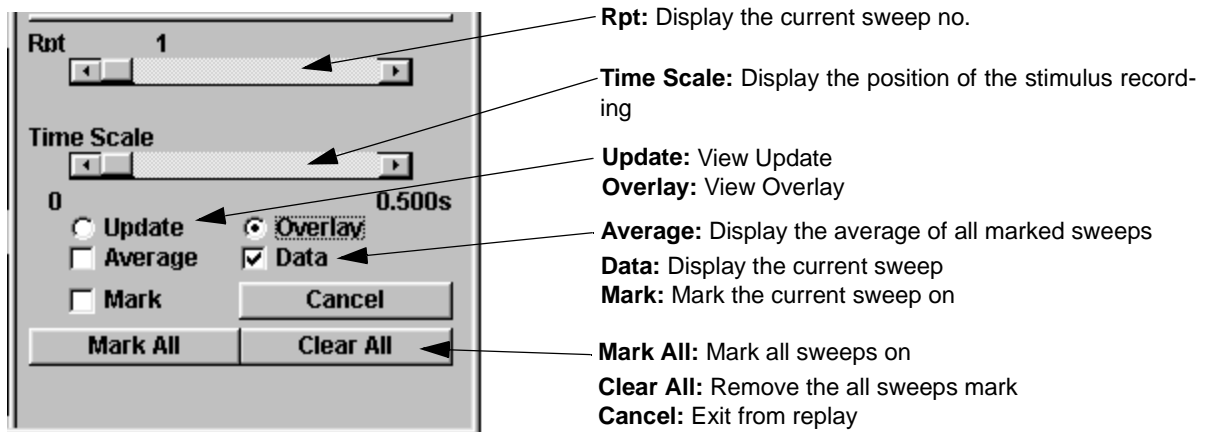 Rpt 1
Time Scale
0 0.500s
Update Overlay
Average Data
Mark Cancel
Mark All Clear All
Rpt: Display the current sweep no.
Time Scale: Display the position of the stimulus record-
ing
Update: View Update
Overlay: View Overlay
Average: Display the average of all marked sweeps
Data: Display the current sweep
Mark: Mark the current sweep on
Mark All: Mark all sweeps on
Clear All: Remove the all sweeps mark
Cancel: Exit from replay